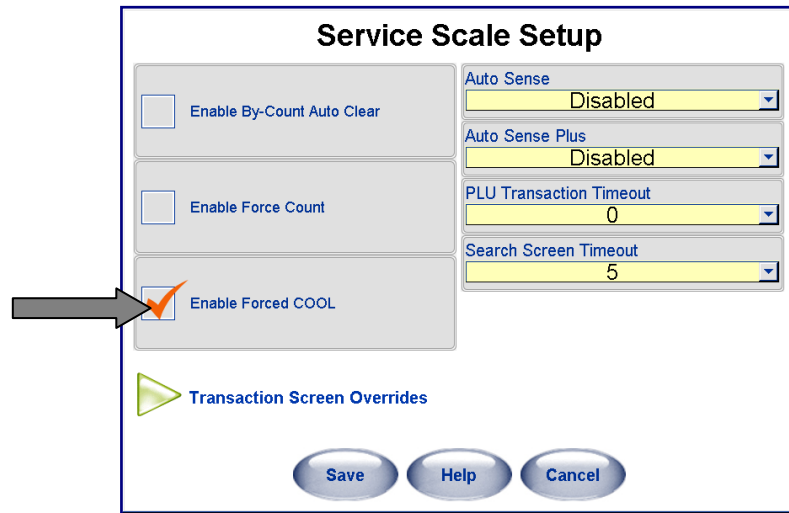 Service Scale Setup
Enable By-Count Auto Clear
Enable Force Count
Enable Forced COOL
Auto Sense
Disabled
Auto Sense Plus
Disabled
PLU Transaction Timeout
0
Search Screen Timeout
5
Transaction Screen Overrides
Save
Help
Cancel